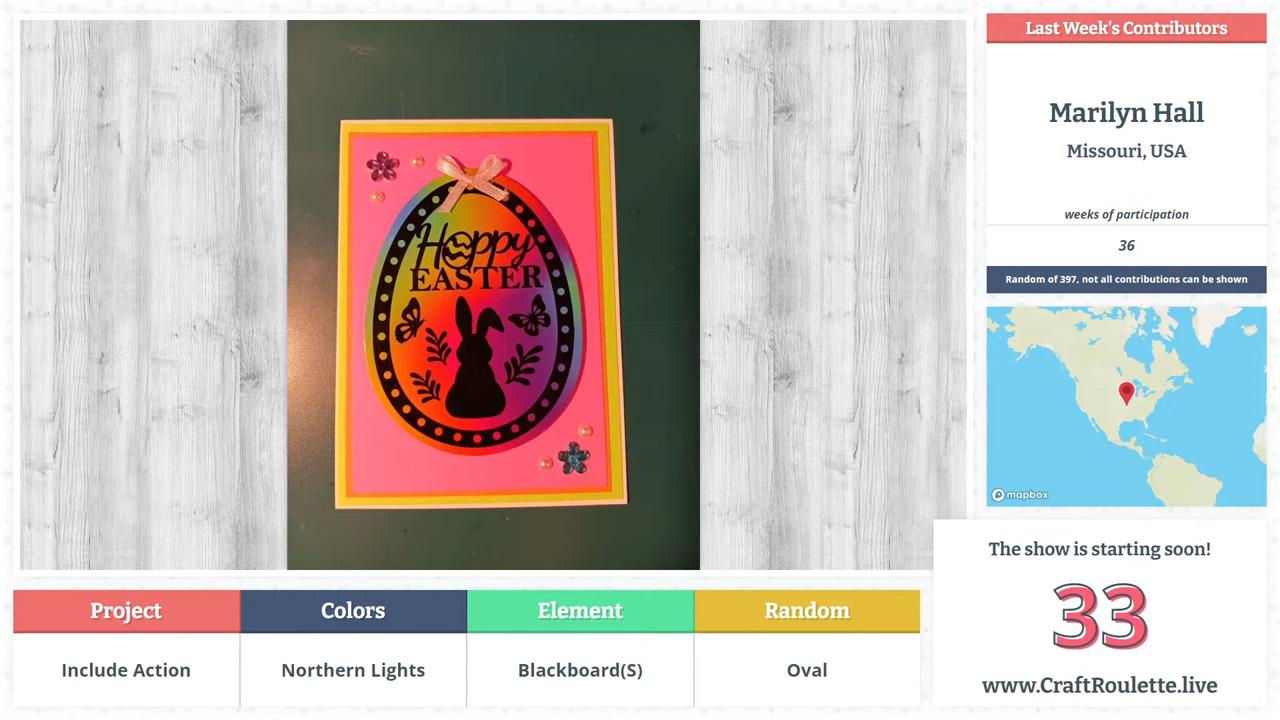 Last Week's Contributors
Marilyn Hall
Missouri, USA
weeks of participation
36
Random of 397, not all contributions can be shown
mapbox
Hoppy
EASTER
The show is starting soon!
33
www.CraftRoulette.live
Project
Colors
Element
Random
Include Action
Northern Lights
Blackboard(S)
Oval